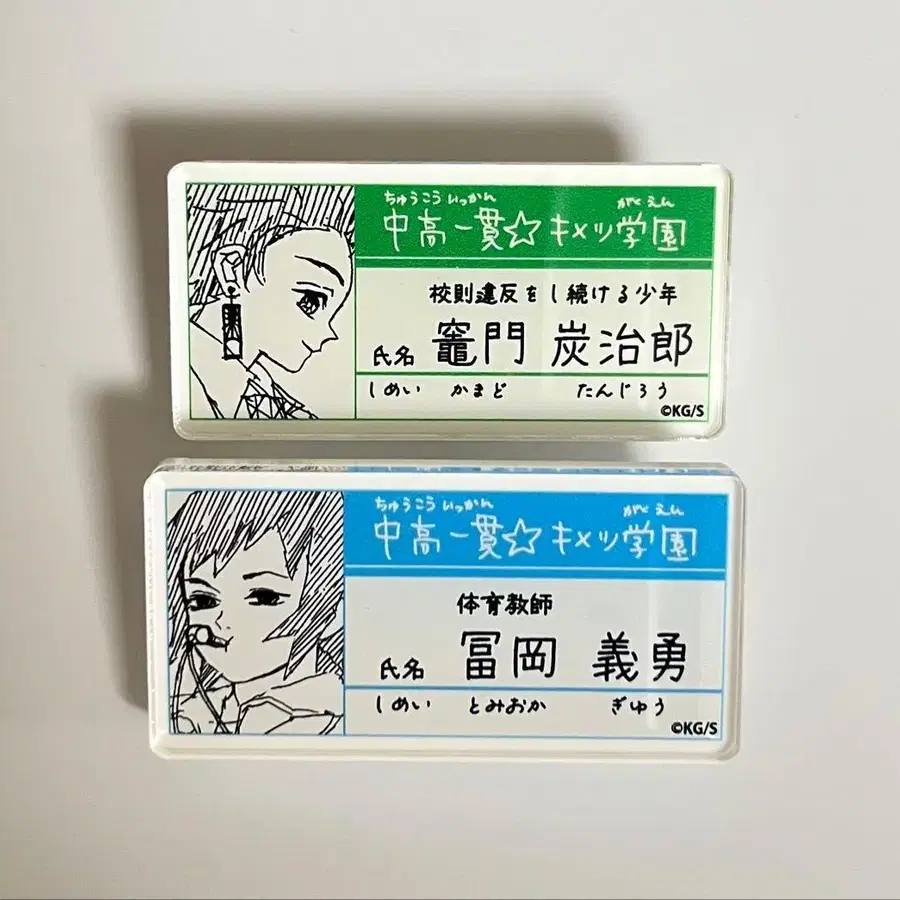 ちゅうこういっかん がくえん
中高一貫☆キメツ学園
校則違反をし続ける少年
氏名 竈門 炭治郎
しめい かまど たんじろう
©KG/S
ちゅうこういっかん がくえん
中高一貫☆キメツ学園
体育教師
氏名 冨岡 義勇
しめい とみおか ぎゆう
©KG/S